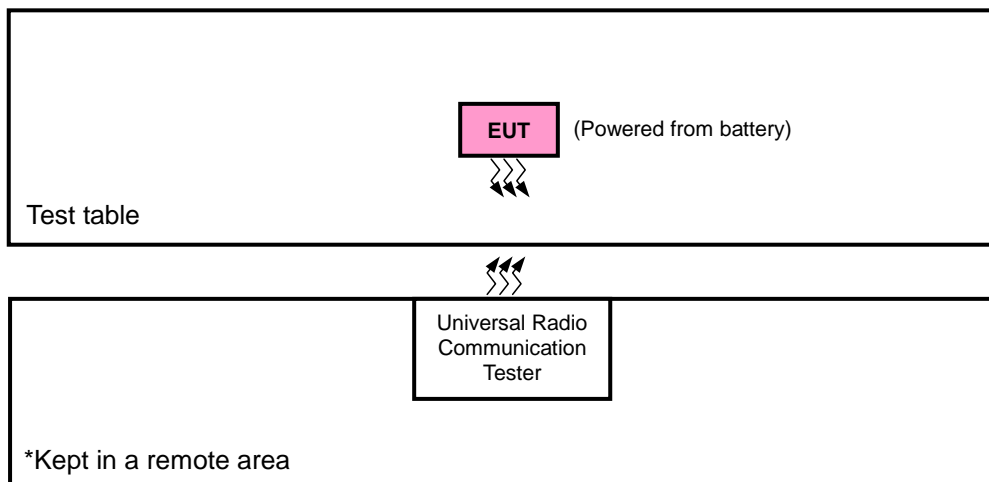 EUT
(Powered from battery)
Test table
Universal Radio
Communication
Tester
*Kept in a remote area